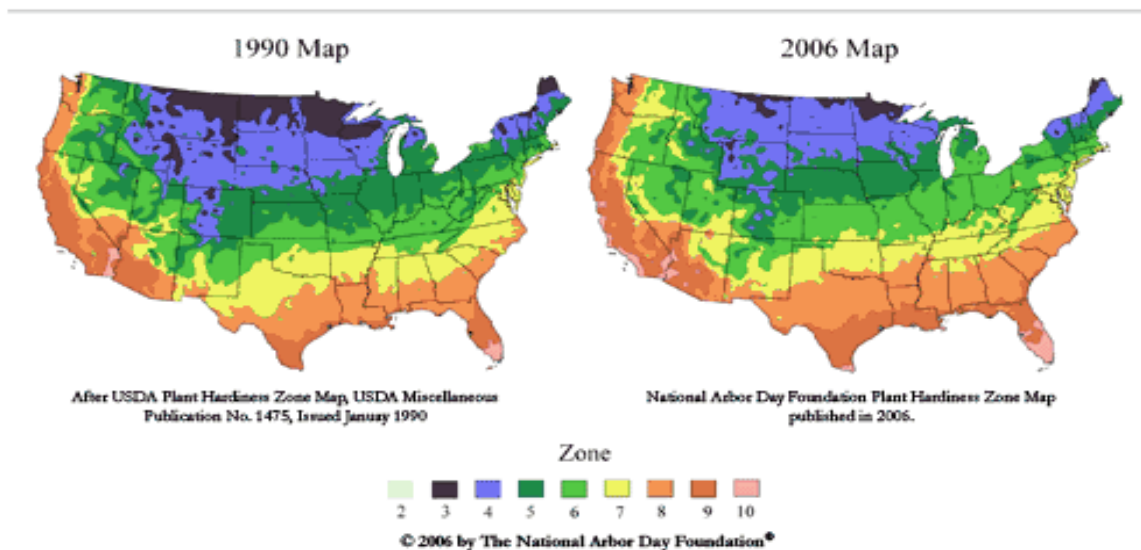 1990 Map
2006 Map
After USDA Plant Hardiness Zone Map, USDA Miscellaneous
Publication No. 1475, Issued Januay 1990
National Arbor Day Foundation Plant Hardiness Zone Map
published in 2006.
Zone
2 3 4 5 6 7 8 9 10
© 2006 by The National Arbor Day Foundation®